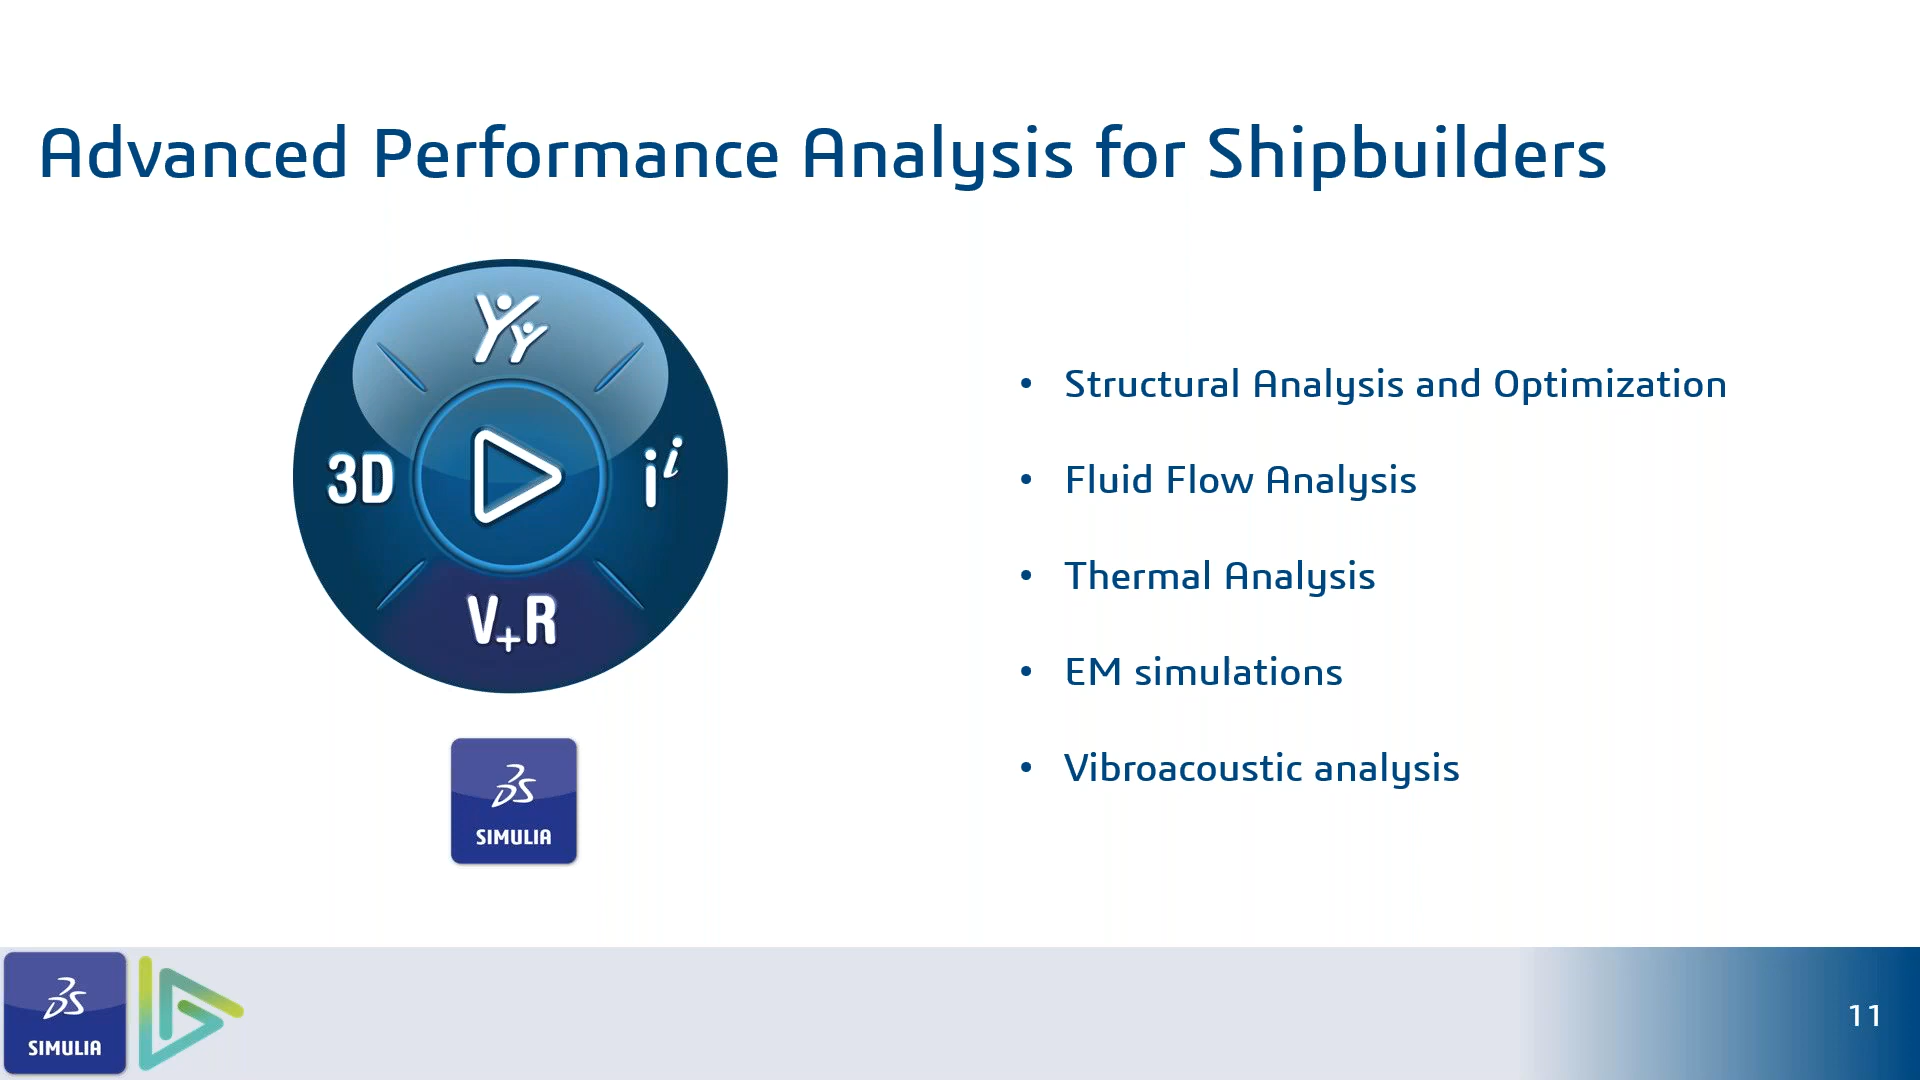 Advanced Performance Analysis for Shipbuilders
3D
i i
V+R
SIMULIA
• Structural Analysis and Optimization
• Fluid Flow Analysis
• Thermal Analysis
• EM simulations
• Vibroacoustic analysis
SIMULIA
11